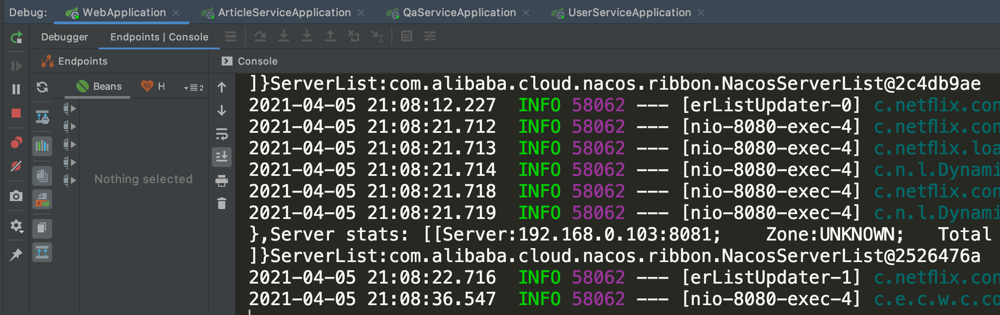 Debug: WebApplication ArticleServiceApplication QaServiceApplication UserServiceApplication
Debugger Endpoints | Console
Endpoints Console
Beans H 2
Nothing selected
]}ServerList:com.alibaba.cloud.nacos.ribbon.NacosServerList@2c4db9ae
2021-04-05 21:08:12.227 INFO 58062 --- [erListUpdater-0] c.netflix.con
2021-04-05 21:08:21.712 INFO 58062 --- [nio-8080-exec-4] c.netflix.con
2021-04-05 21:08:21.713 INFO 58062 --- [nio-8080-exec-4] c.netflix.loa
2021-04-05 21:08:21.714 INFO 58062 --- [nio-8080-exec-4] c.n.l.Dynami
2021-04-05 21:08:21.718 INFO 58062 --- [nio-8080-exec-4] c.netflix.con
2021-04-05 21:08:21.719 INFO 58062 --- [nio-8080-exec-4] c.n.l.Dynami
},Server stats: [[Server:192.168.0.103:8081; Zone:UNKNOWN; Total
]}ServerList:com.alibaba.cloud.nacos.ribbon.NacosServerList@2526476a
2021-04-05 21:08:22.716 INFO 58062 --- [erListUpdater-1] c.netflix.con
2021-04-05 21:08:36.547 INFO 58062 --- [nio-8080-exec-4] c.e.c.w.c.co